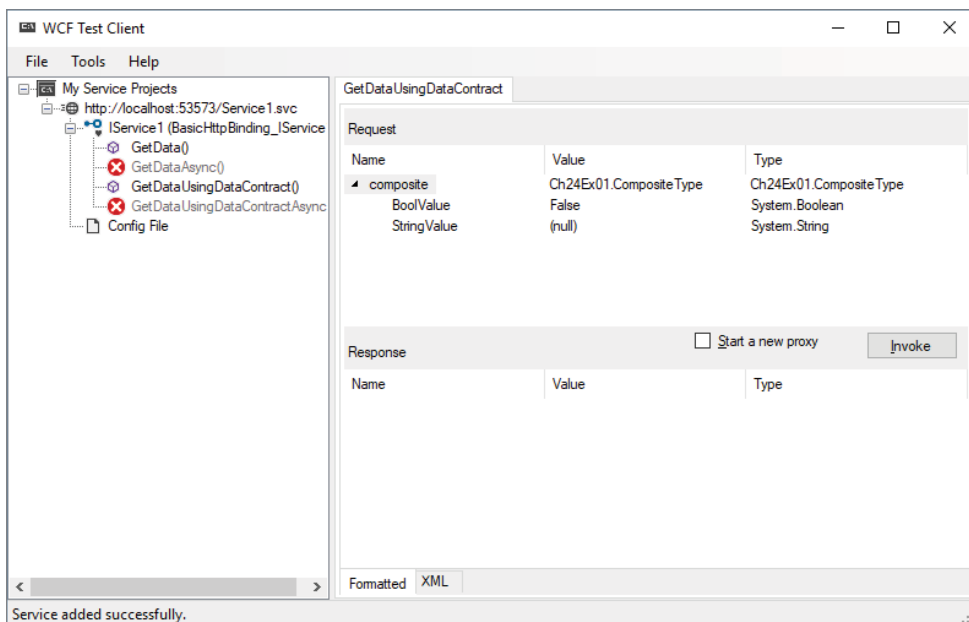 WCF Test Client
File Tools Help
My Service Projects
http://localhost:53573/Service1.svc
IService1 (BasicHttpBinding_IService
GetData()
GetDataAsync()
GetDataUsingDataContract()
GetDataUsingDataContractAsync
Config File
GetDataUsingDataContract
Request
Name Value Type
composite Ch24Ex01.CompositeType Ch24Ex01.CompositeType
BoolValue False System.Boolean
StringValue (null) System.String
Response Start a new proxy Invoke
Name Value Type
Formatted XML
Service added successfully.